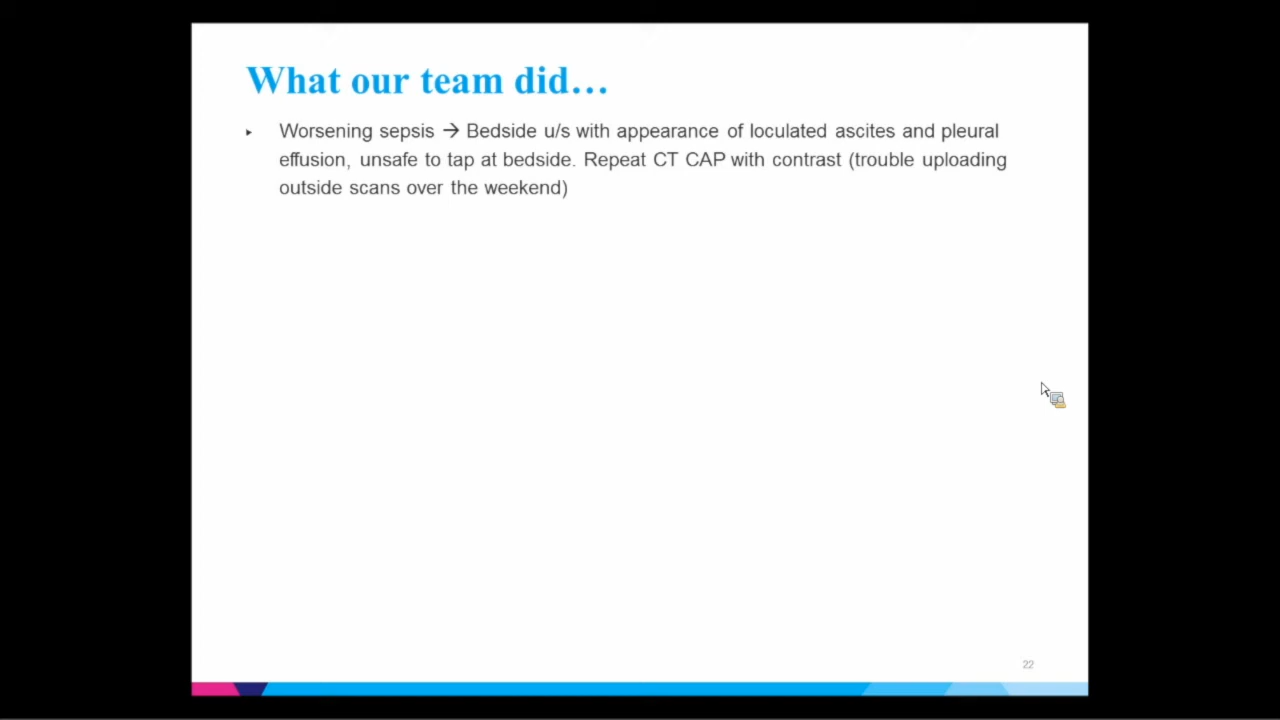 What our team did…
▸ Worsening sepsis → Bedside u/s with appearance of loculated ascites and pleural
effusion, unsafe to tap at bedside. Repeat CT CAP with contrast (trouble uploading
outside scans over the weekend)
22